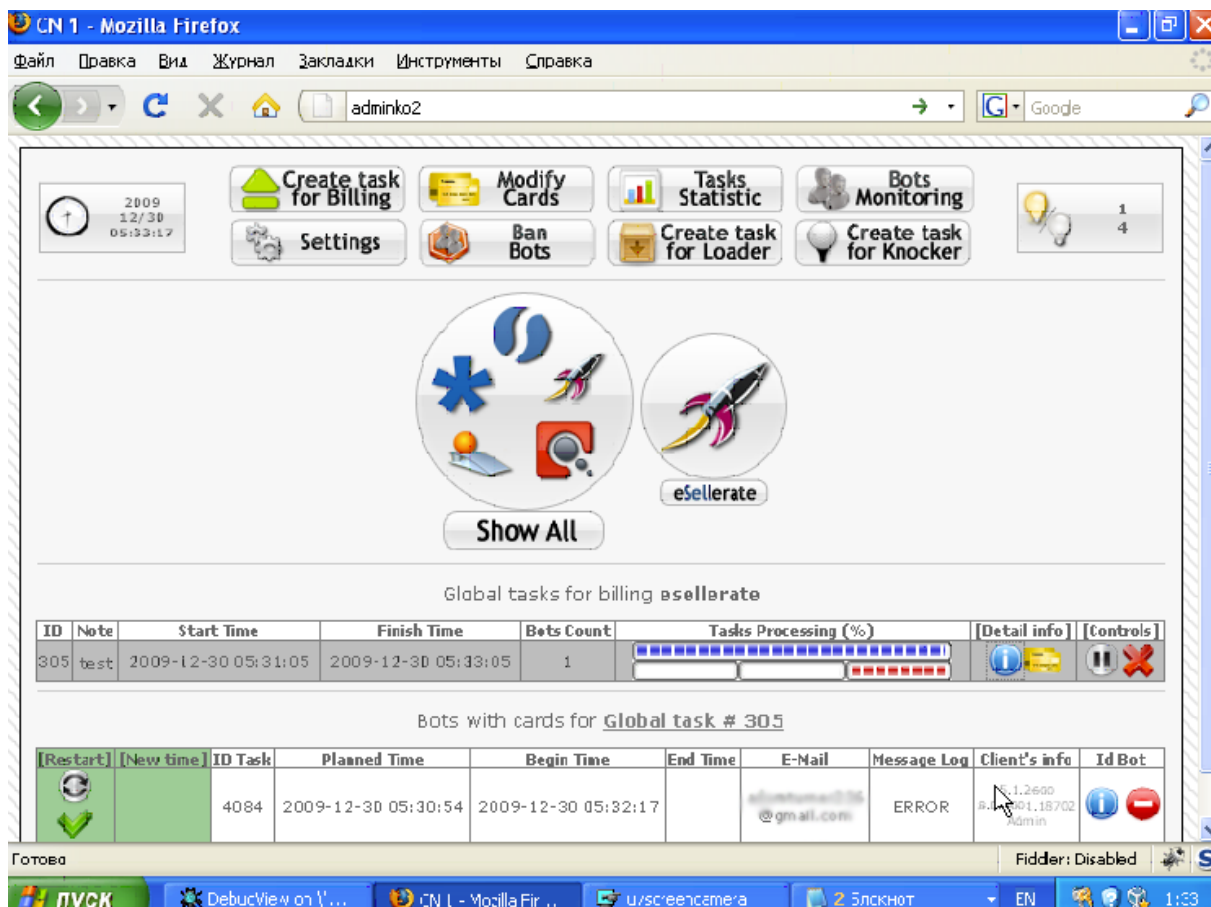 CN 1 - Mozilla Firefox
Файл Правка Вид Журнал Закладки Инструменты Справка
adminko2 Google
2009
12/30
05:33:17
Create task for Billing
Modify Cards
Tasks Statistic
Bots Monitoring
1
4
Settings
Ban Bots
Create task for Loader
Create task for Knocker
eSellerate
Show All
Global tasks for billing esellerate
ID Note Start Time Finish Time Bots Count Tasks Processing (%) [Detail info] [Controls]
305 test 2009-12-30 05:31:05 2009-12-30 05:33:05 1
Bots with cards for Global task # 305
[Restart] [New time] ID Task Planned Time Begin Time End Time E-Mail Message Log Client's info Id Bot
4084 2009-12-30 05:30:54 2009-12-30 05:32:17 @gmail.com ERROR 5.1.2600
.18702
Admin
Готово Fiddler: Disabled
пуск DebugView on \\'... CN 1 - Mozilla Fir... uvscreencamera 2 Блокнот EN 1:33